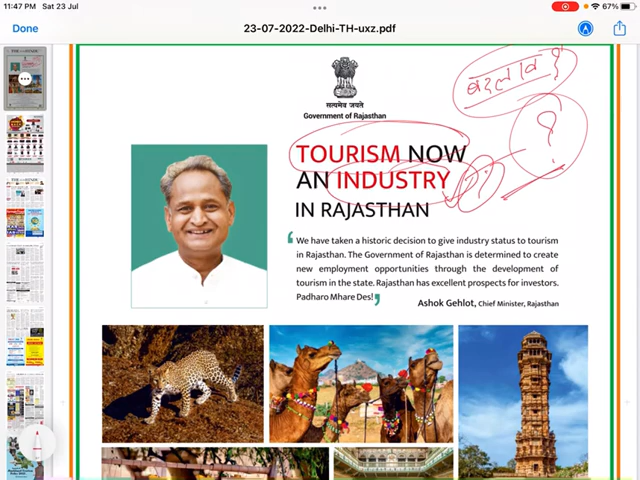 11:47 PM Sat 23 Jul
67%
Done
23-07-2022-Delhi-TH-uxz.pdf
बदलाव ?
?
सत्यमेव जयते
Government of Rajasthan
TOURISM NOW
AN INDUSTRY
IN RAJASTHAN
We have taken a historic decision to give industry status to tourism
in Rajasthan. The Government of Rajasthan is determined to create
new employment opportunities through the development of
tourism in the state. Rajasthan has excellent prospects for investors.
Padharo Mhare Des!
Ashok Gehlot, Chief Minister, Rajasthan